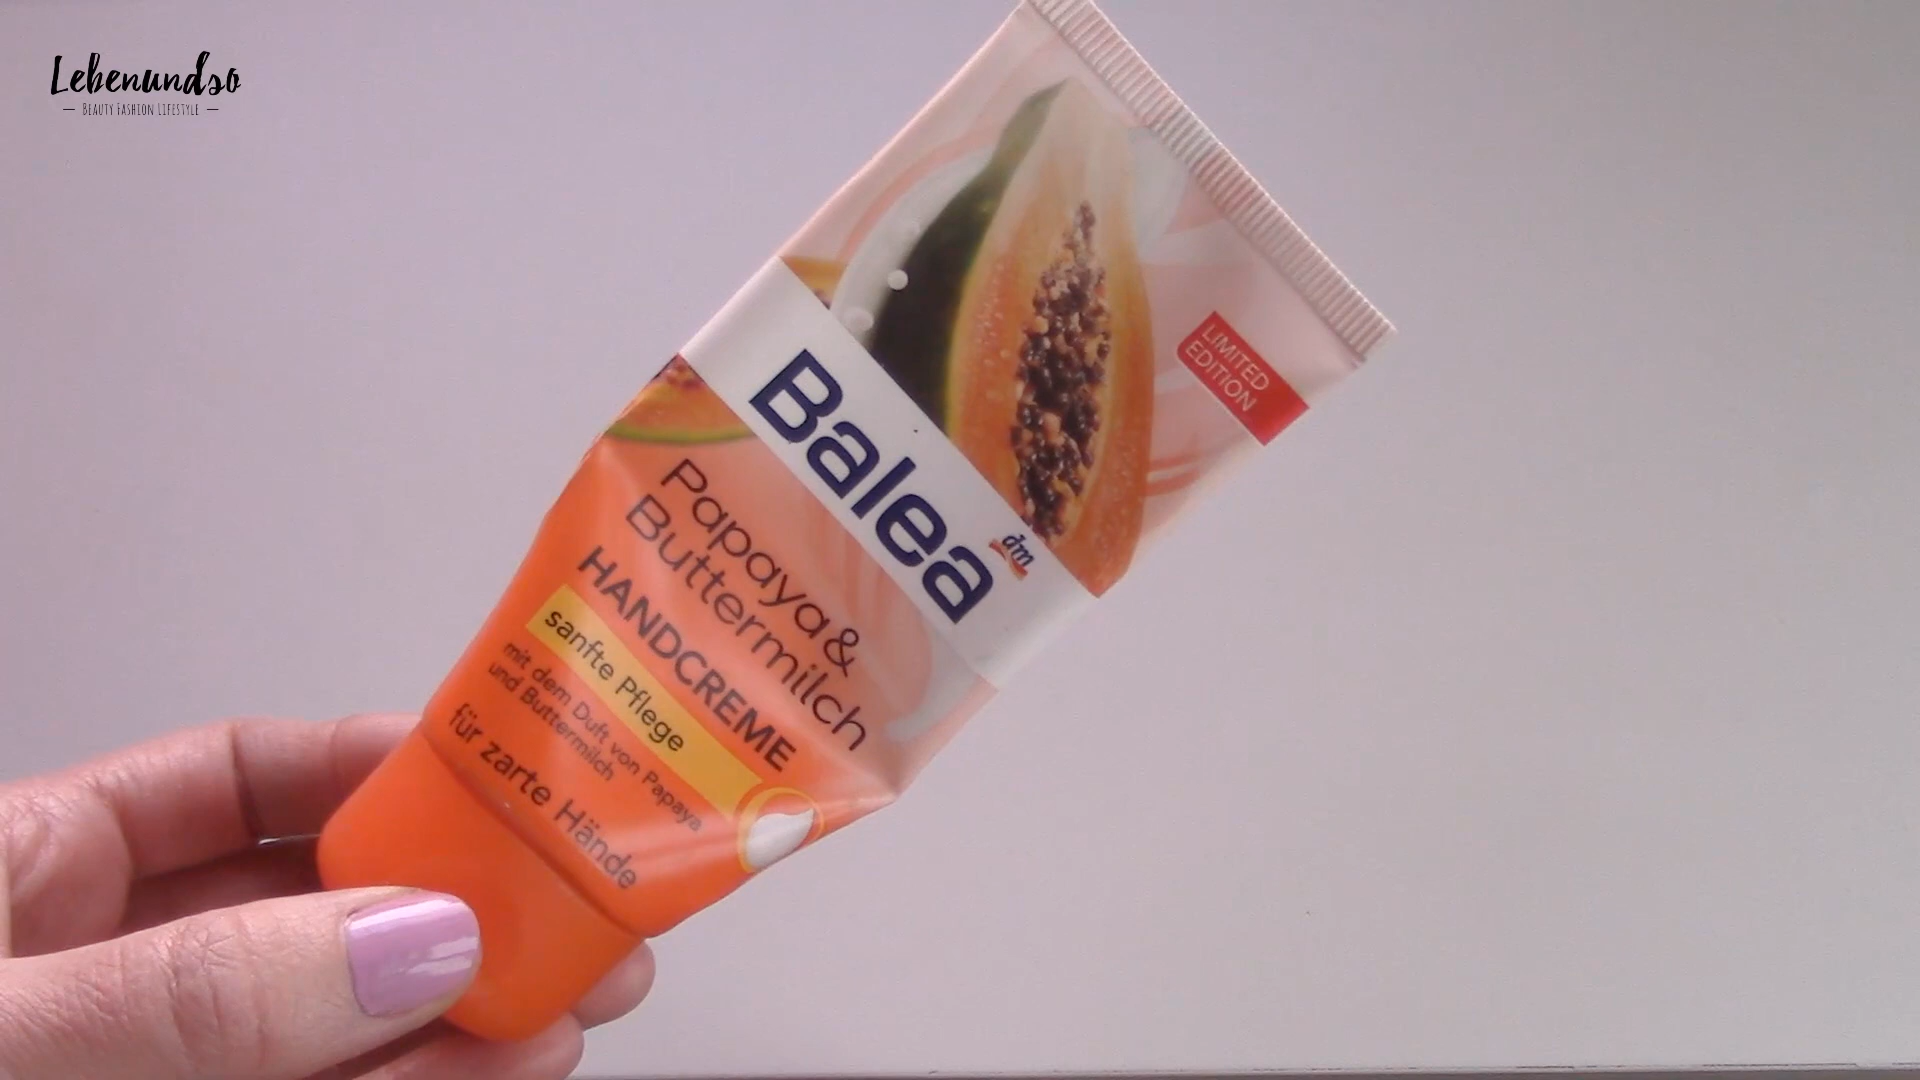 Lebenundso
— Beauty Fashion Lifestyle —
LIMITED
EDITION
Balea
dm
Papaya &
Buttermilch
HANDCREME
sanfte Pflege
mit dem Duft von Papaya
und Buttermilch
für zarte Hände